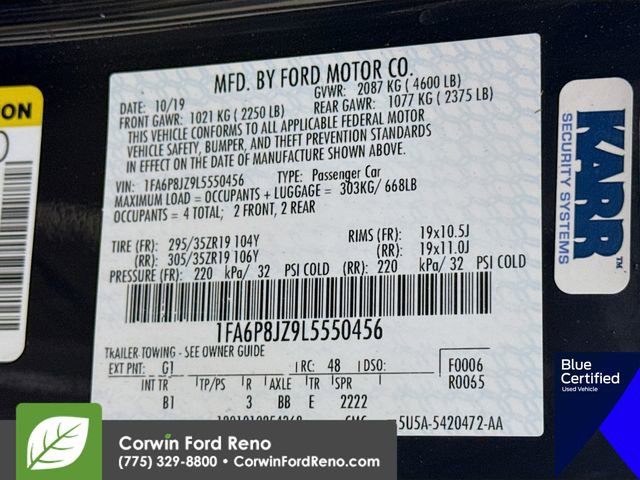 MFD. BY FORD MOTOR CO.
DATE: 10/19 GVWR: 2087 KG ( 4600 LB)
FRONT GAWR: 1021 KG ( 2250 LB) REAR GAWR: 1077 KG ( 2375 LB)
THIS VEHICLE CONFORMS TO ALL APPLICABLE FEDERAL MOTOR
VEHICLE SAFETY, BUMPER, AND THEFT PREVENTION STANDARDS
IN EFFECT ON THE DATE OF MANUFACTURE SHOWN ABOVE.
VIN: 1FA6P8JZ9L5550456 TYPE: Passenger Car
MAXIMUM LOAD = OCCUPANTS + LUGGAGE = 303KG/ 668LB
OCCUPANTS = 4 TOTAL; 2 FRONT, 2 REAR
TIRE (FR): 295/35ZR19 104Y RIMS (FR): 19x10.5J
(RR): 305/35ZR19 106Y (RR): 19x11.0J
PRESSURE (FR): 220 kPa/ 32 PSI COLD (RR): 220 kPa/ 32 PSI COLD
1FA6P8JZ9L5550456
TRAILER TOWING - SEE OWNER GUIDE
EXT PNT: G1 RC: 48 DSO: F0006
R0065
INT TR TP/PS R AXLE TR SPR
B1 3 BB E 2222
5U5A-5420472-AA
KARR™
SECURITY SYSTEMS
Blue
Certified
Used Vehicle
Corwin Ford Reno
(775) 329-8800 • CorwinFordReno.com